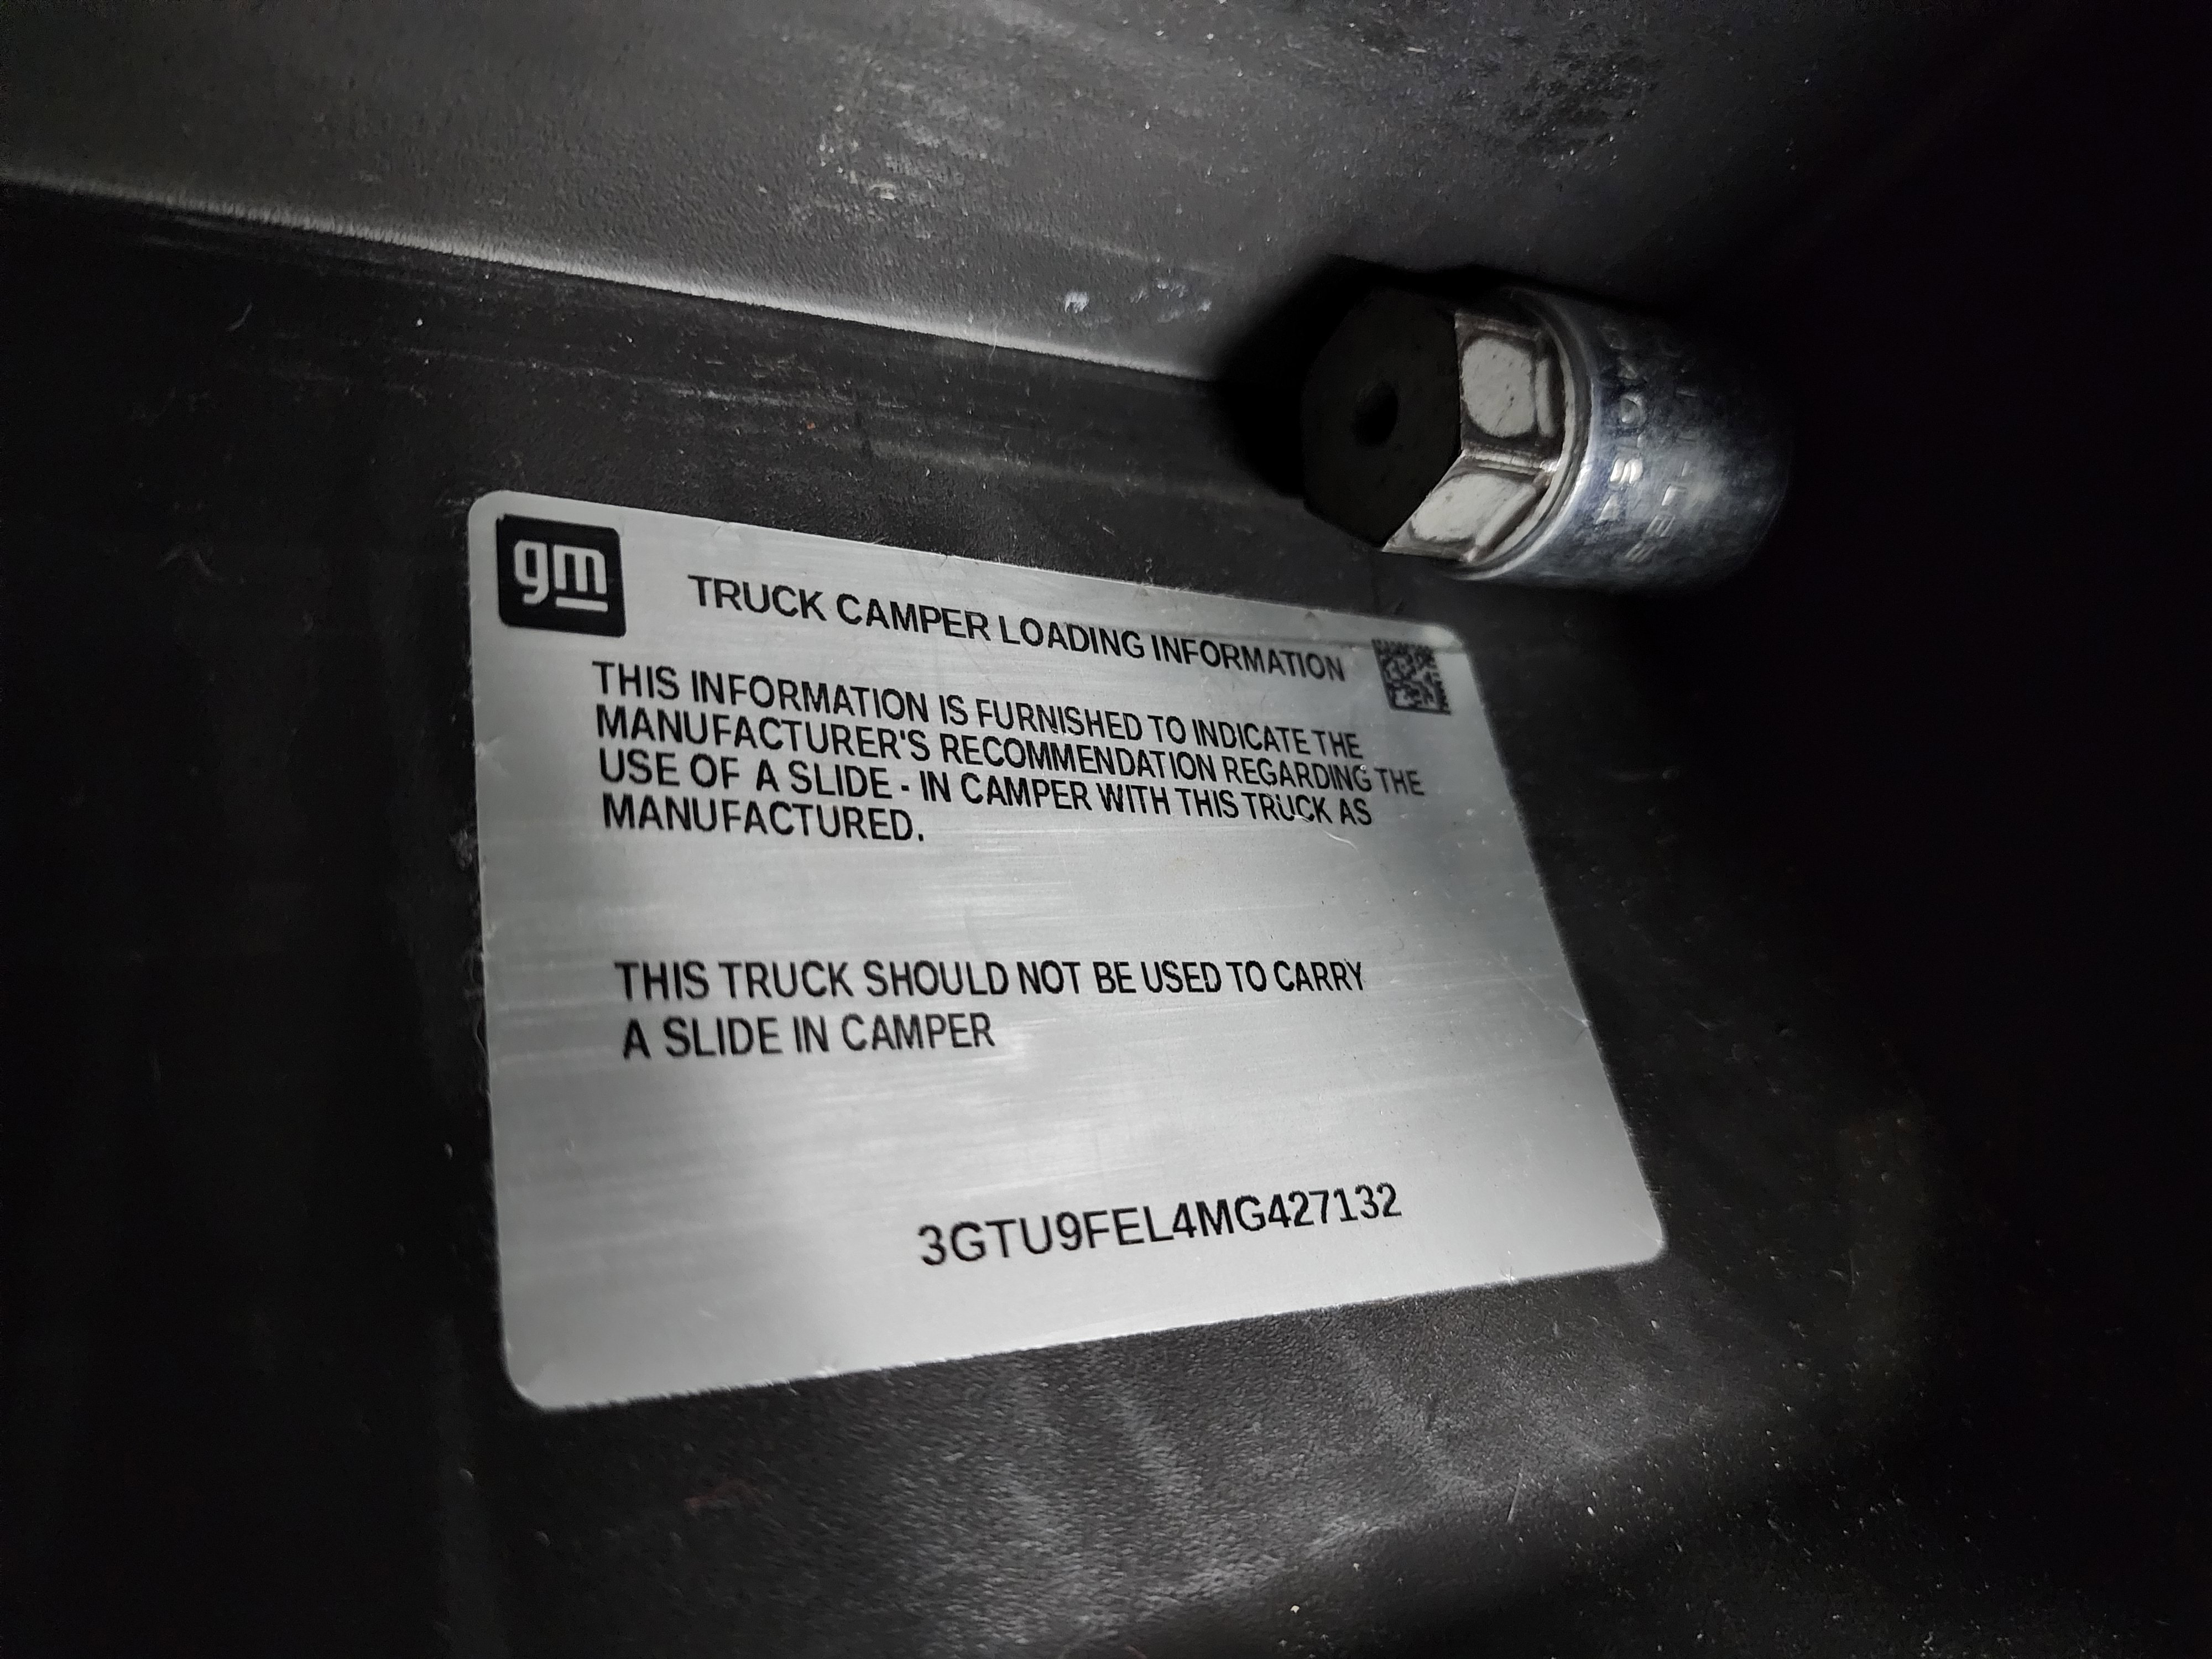 gm
TRUCK CAMPER LOADING INFORMATION
THIS INFORMATION IS FURNISHED TO INDICATE THE
MANUFACTURER'S RECOMMENDATION REGARDING THE
USE OF A SLIDE - IN CAMPER WITH THIS TRUCK AS
MANUFACTURED.
THIS TRUCK SHOULD NOT BE USED TO CARRY
A SLIDE IN CAMPER
3GTU9FEL4MG427132